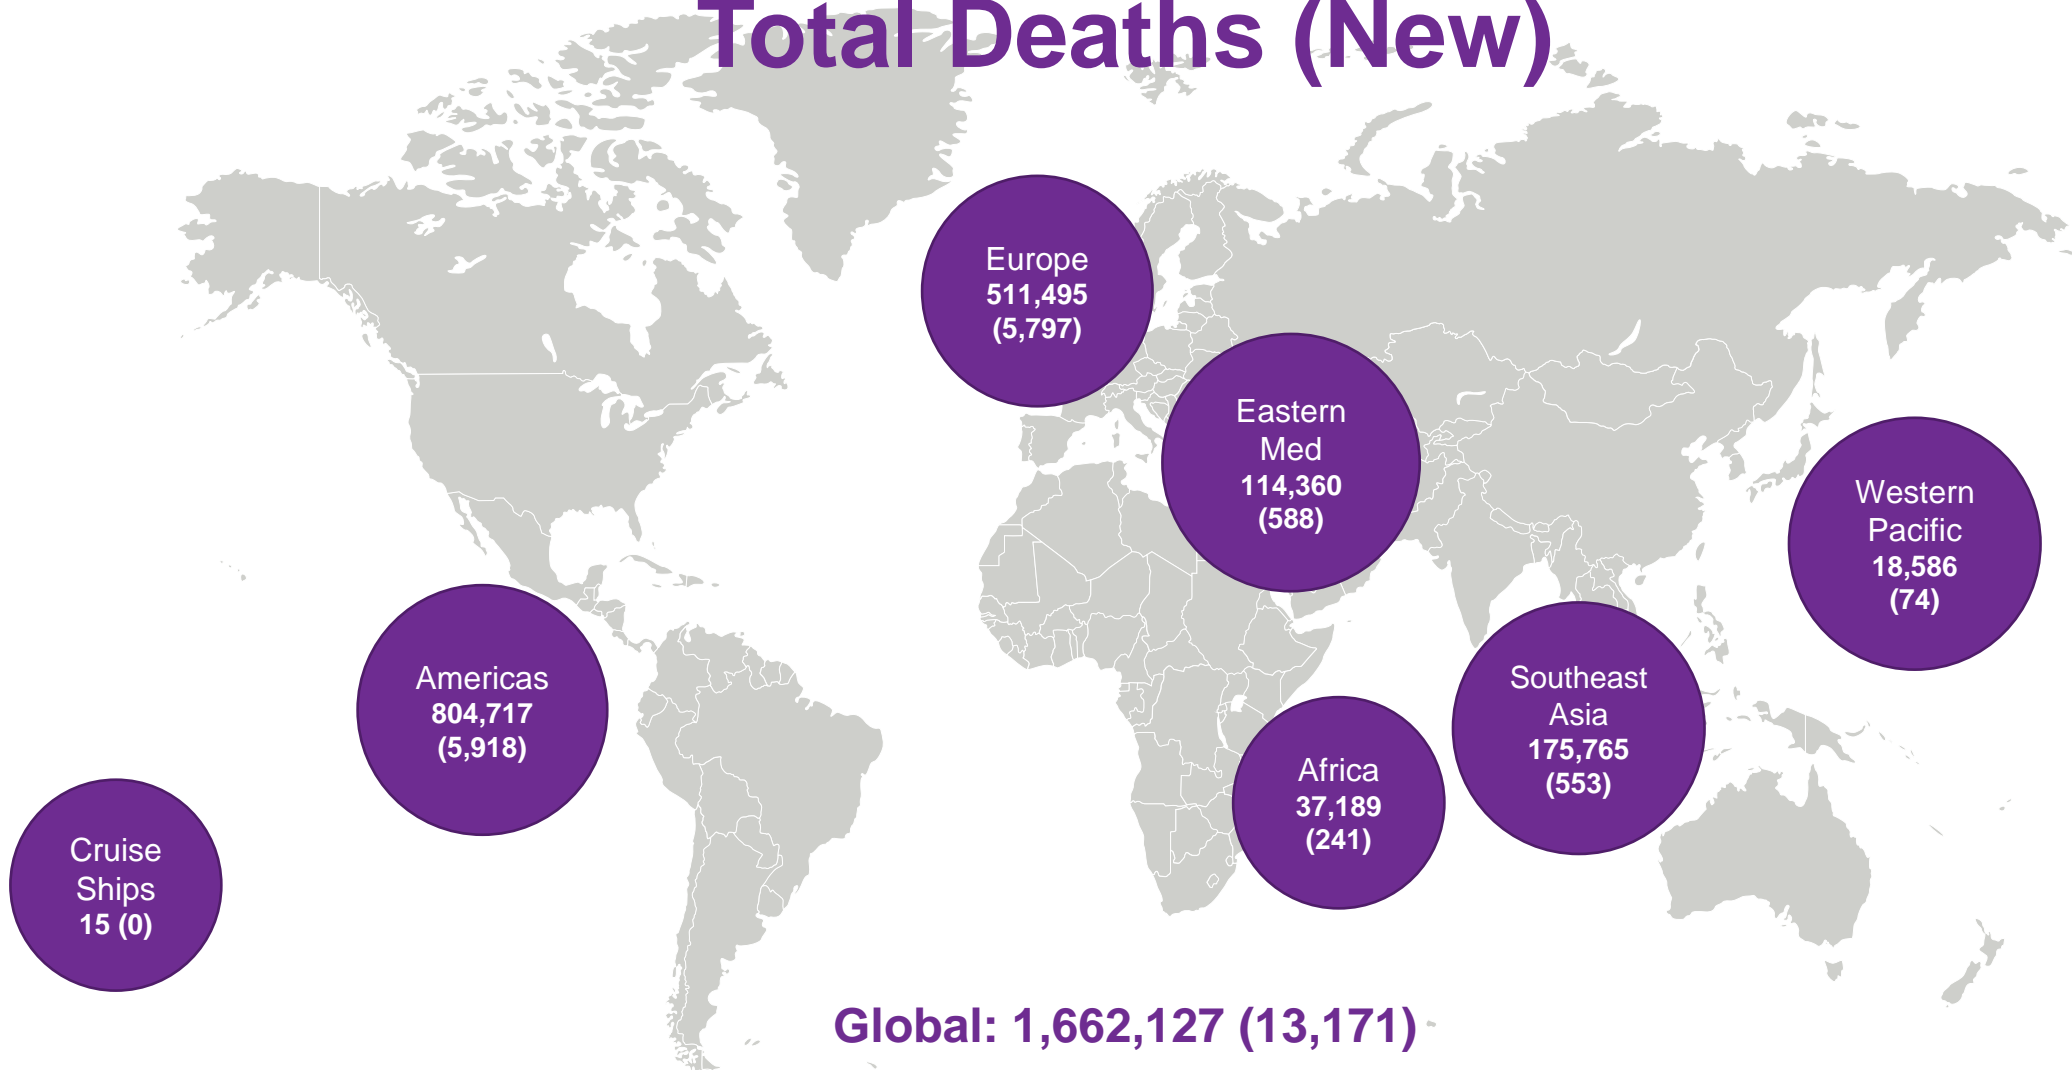 Total Deaths (New)
Europe
511,495
(5,797)
Eastern
Med
114,360
(588)
Western
Pacific
18,586
(74)
Americas
804,717
(5,918)
Southeast
Asia
175,765
(553)
Africa
37,189
(241)
Cruise
Ships
15 (0)
Global: 1,662,127 (13,171)